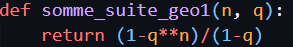 def somme_suite_geo1(n, q):
    return (1-q**n)/(1-q)